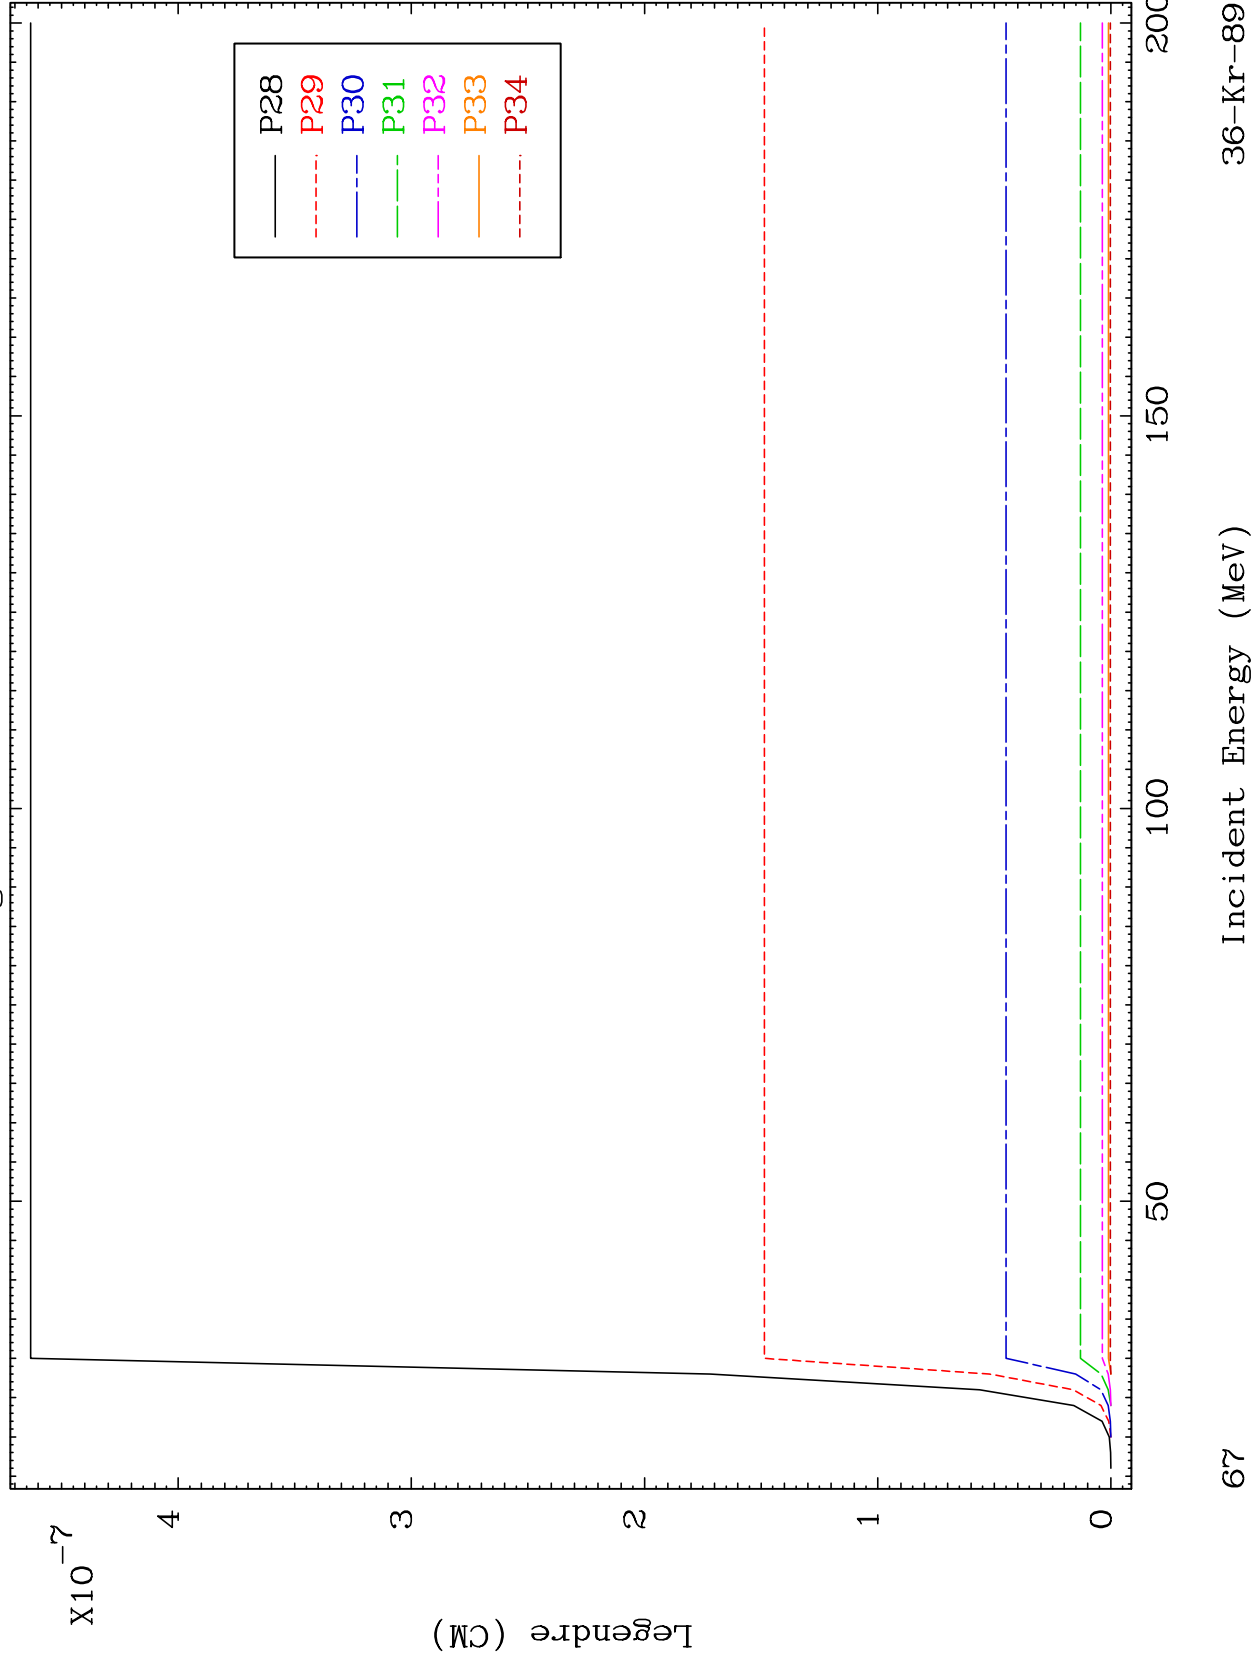 X10-7
4
3
2
1
0
Legendre (CM)
P28
P29
P30
P31
P32
P33
P34
50
100
150
200
Incident Energy (MeV)
67
36-Kr-89